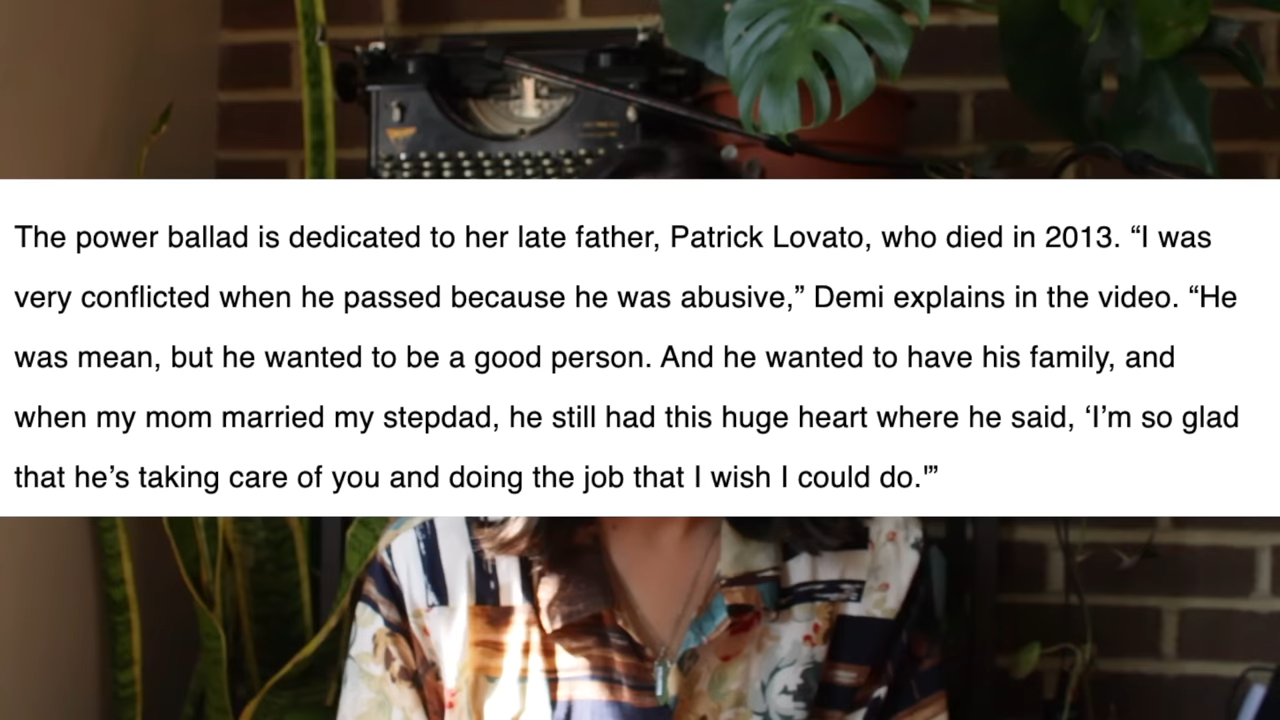 The power ballad is dedicated to her late father, Patrick Lovato, who died in 2013. “I was
very conflicted when he passed because he was abusive,” Demi explains in the video. “He
was mean, but he wanted to be a good person. And he wanted to have his family, and
when my mom married my stepdad, he still had this huge heart where he said, ‘I’m so glad
that he’s taking care of you and doing the job that I wish I could do.'”